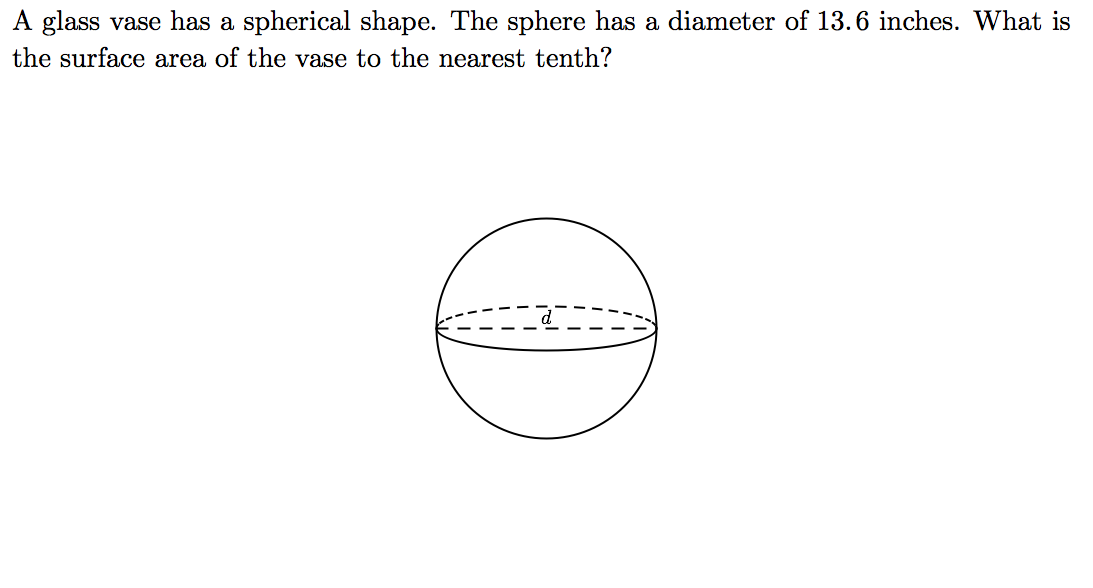 A glass vase has a spherical shape. The sphere has a diameter of 13.6 inches. What is
the surface area of the vase to the nearest tenth?
d